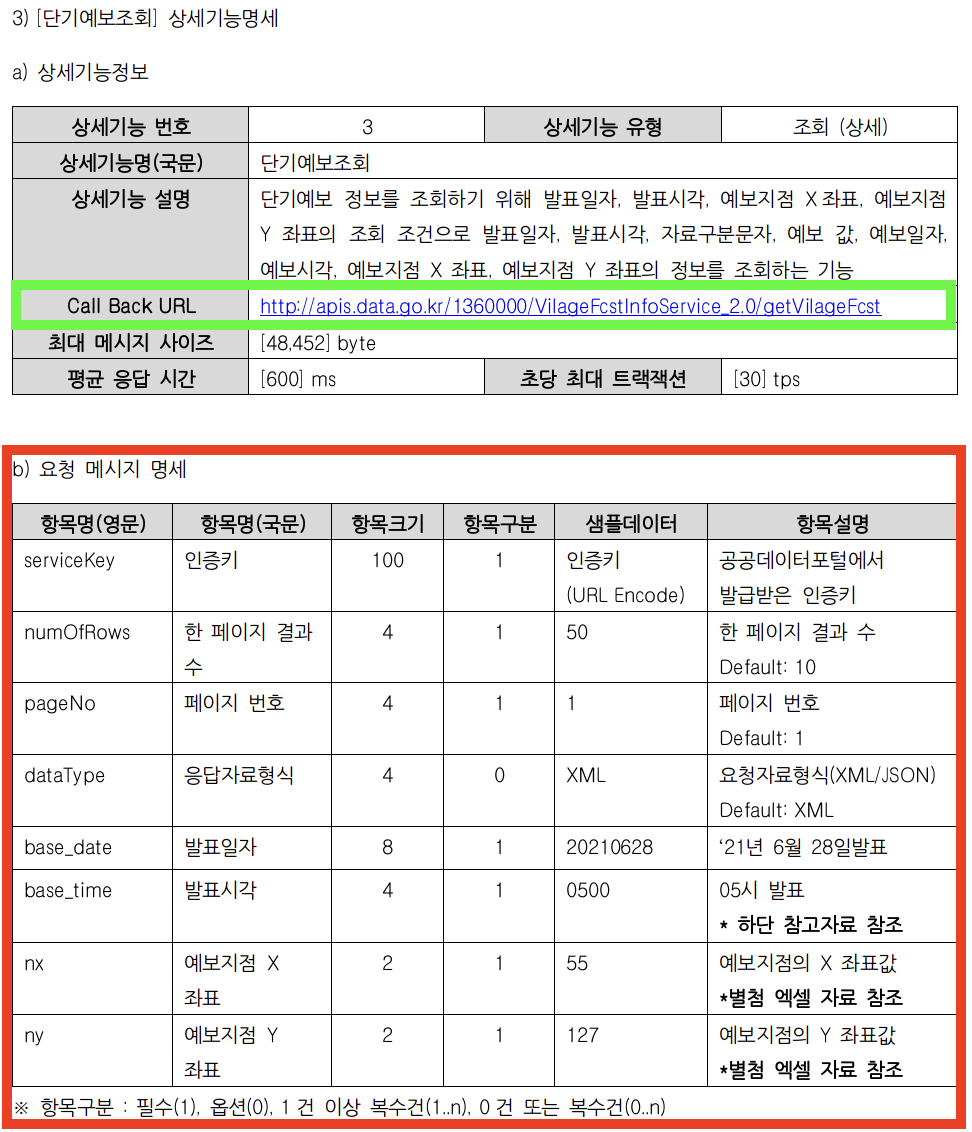 3) [단기예보조회] 상세기능명세
a) 상세기능정보
상세기능 번호 3 상세기능 유형 조회 (상세)
상세기능명(국문) 단기예보조회
상세기능 설명 단기예보 정보를 조회하기 위해 발표일자, 발표시각, 예보지점 X 좌표, 예보지점
Y 좌표의 조회 조건으로 발표일자, 발표시각, 자료구분문자, 예보 값, 예보일자,
예보시각, 예보지점 X 좌표, 예보지점 Y 좌표의 정보를 조회하는 기능
Call Back URL http://apis.data.go.kr/1360000/VilageFcstInfoService_2.0/getVilageFcst
최대 메시지 사이즈 [48,452] byte
평균 응답 시간 [600] ms 초당 최대 트랙잭션 [30] tps
b) 요청 메시지 명세
항목명(영문) 항목명(국문) 항목크기 항목구분 샘플데이터 항목설명
serviceKey 인증키 100 1 인증키 공공데이터포털에서
(URL Encode) 발급받은 인증키
numOfRows 한 페이지 결과 4 1 50 한 페이지 결과 수
수 Default: 10
pageNo 페이지 번호 4 1 1 페이지 번호
Default: 1
dataType 응답자료형식 4 0 XML 요청자료형식(XML/JSON)
Default: XML
base_date 발표일자 8 1 20210628 ‘21년 6월 28일발표
base_time 발표시각 4 1 0500 05시 발표
* 하단 참고자료 참조
nx 예보지점 X 2 1 55 예보지점의 X 좌표값
좌표 *별첨 엑셀 자료 참조
ny 예보지점 Y 2 1 127 예보지점의 Y 좌표값
좌표 *별첨 엑셀 자료 참조
※ 항목구분 : 필수(1), 옵션(0), 1 건 이상 복수건(1..n), 0 건 또는 복수건(0..n)